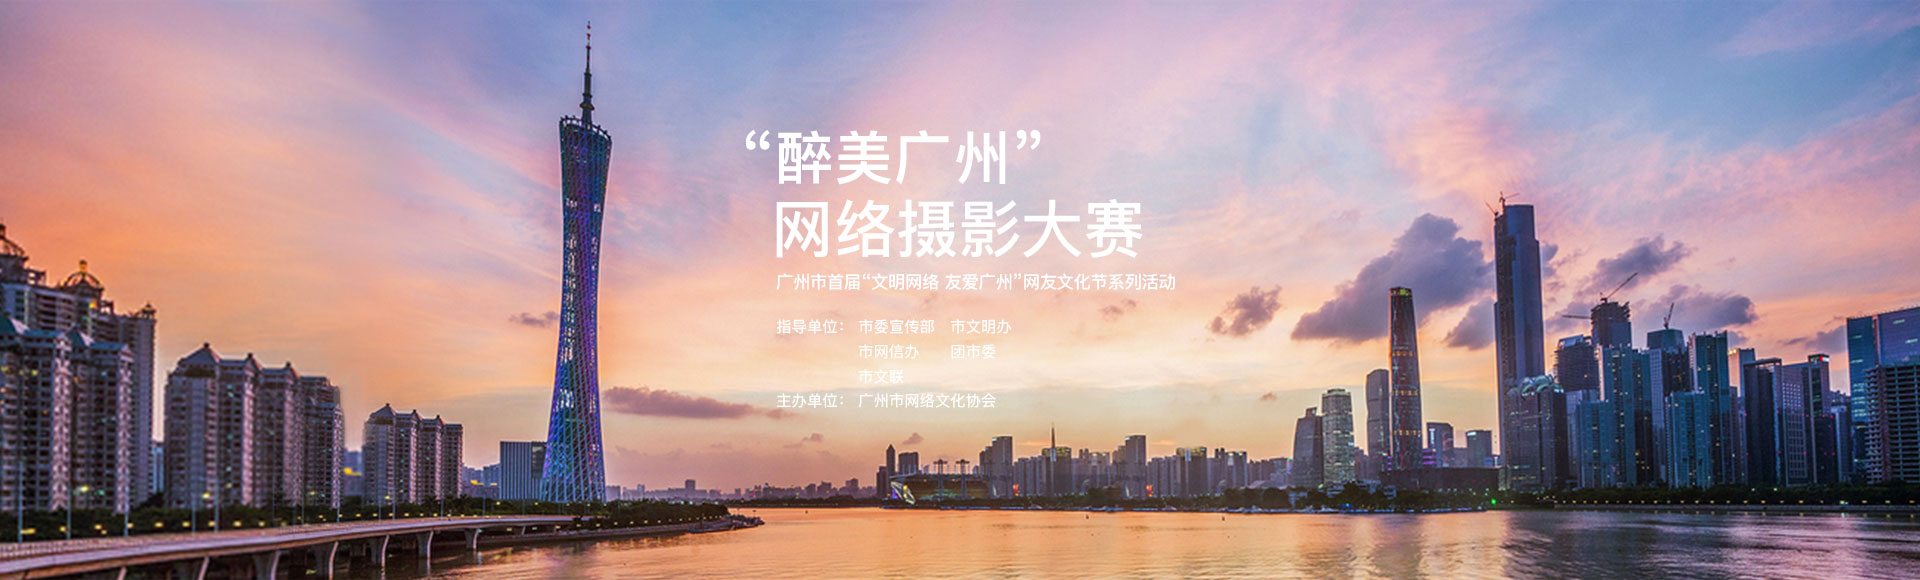 “醉美广州”
网络摄影大赛
广州市首届“文明网络 友爱广州”网友文化节系列活动
指导单位： 市委宣传部 市文明办
市网信办 团市委
市文联
主办单位： 广州市网络文化协会